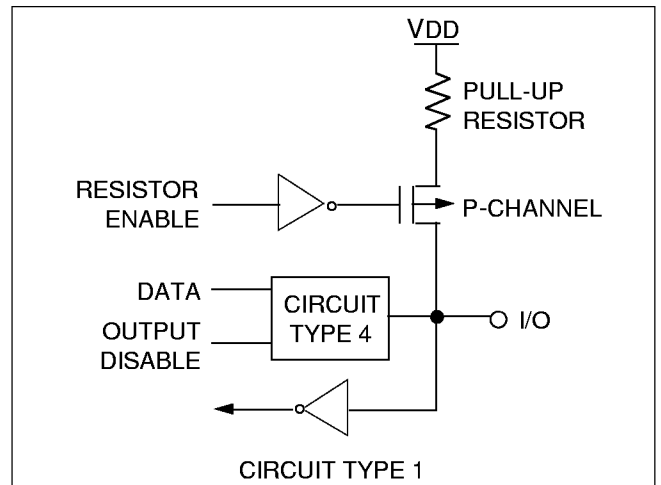 VDD
PULL-UP
RESISTOR
RESISTOR
ENABLE
P-CHANNEL
DATA
OUTPUT
DISABLE
CIRCUIT
TYPE 4
I/O
CIRCUIT TYPE 1